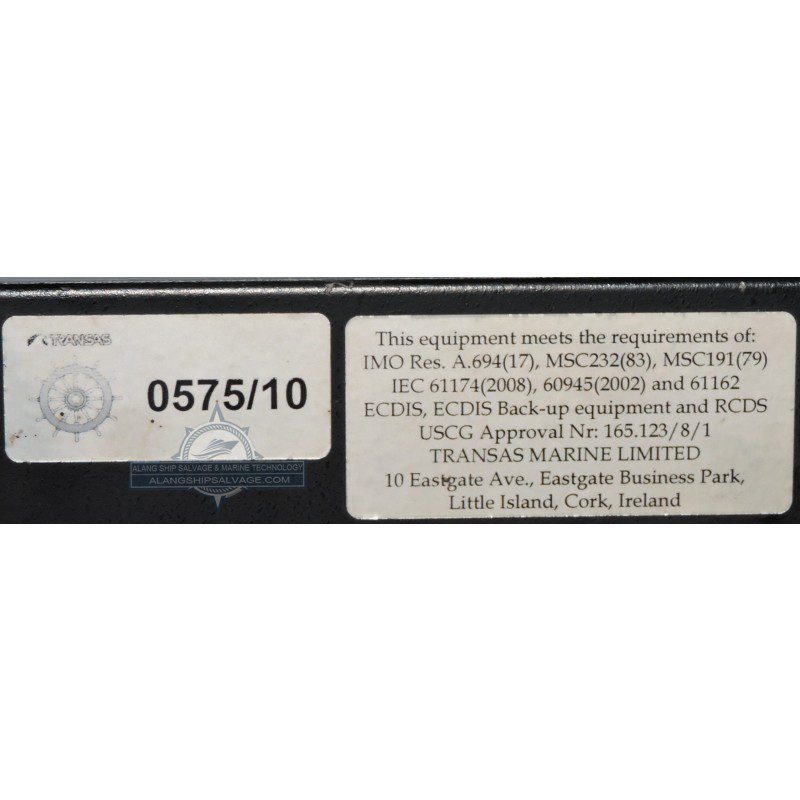 TRANSAS
0575/10
ALANG SHIP SALVAGE & MARINE TECHNOLOGY
ALANGSHIPSALVAGE.COM
This equipment meets the requirements of:
IMO Res. A.694(17), MSC232(83), MSC191(79)
IEC 61174(2008), 60945(2002) and 61162
ECDIS, ECDIS Back-up equipment and RCDS
USCG Approval Nr: 165.123/8/1
TRANSAS MARINE LIMITED
10 Eastgate Ave., Eastgate Business Park,
Little Island, Cork, Ireland